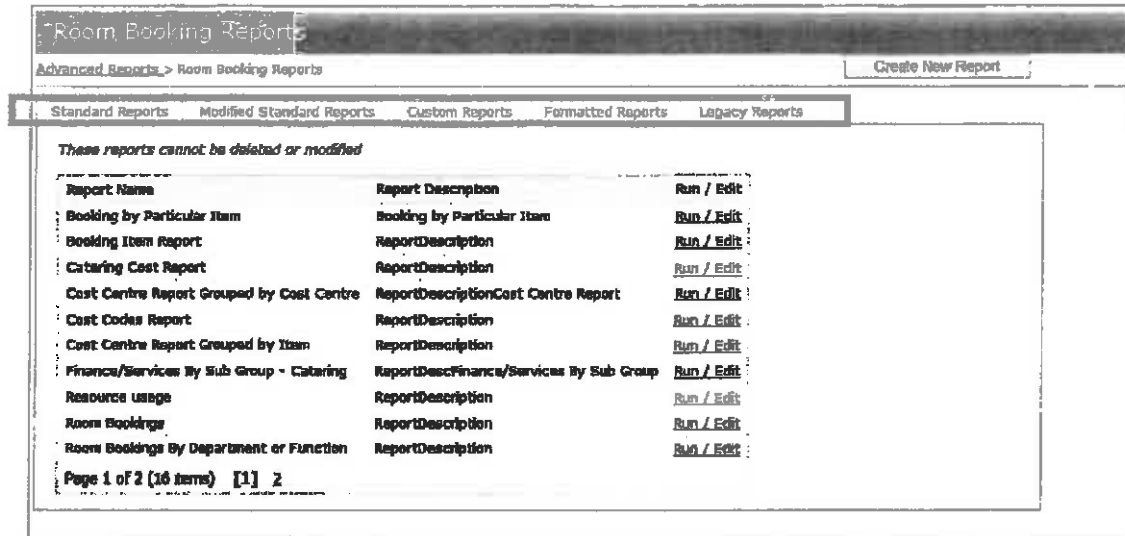 Room Booking Reports
Advanced Reports > Room Booking Reports
Create New Report
Standard Reports Modified Standard Reports Custom Reports Formatted Reports Legacy Reports
These reports cannot be deleted or modified
Report Name Report Description Run / Edit
Booking by Particular Item Booking by Particular Item Run / Edit
Booking Item Report ReportDescription Run / Edit
Catering Cost Report ReportDescription Run / Edit
Cost Centre Report Grouped by Cost Centre ReportDescriptionCost Centre Report Run / Edit
Cost Codes Report ReportDescription Run / Edit
Cost Centre Report Grouped by Item ReportDescription Run / Edit
Finance/Services By Sub Group - Catering ReportDescFinance/Services By Sub Group Run / Edit
Resource usage ReportDescription Run / Edit
Room Bookings ReportDescription Run / Edit
Room Bookings By Department or Function ReportDescription Run / Edit
Page 1 of 2 (16 items) [1] 2